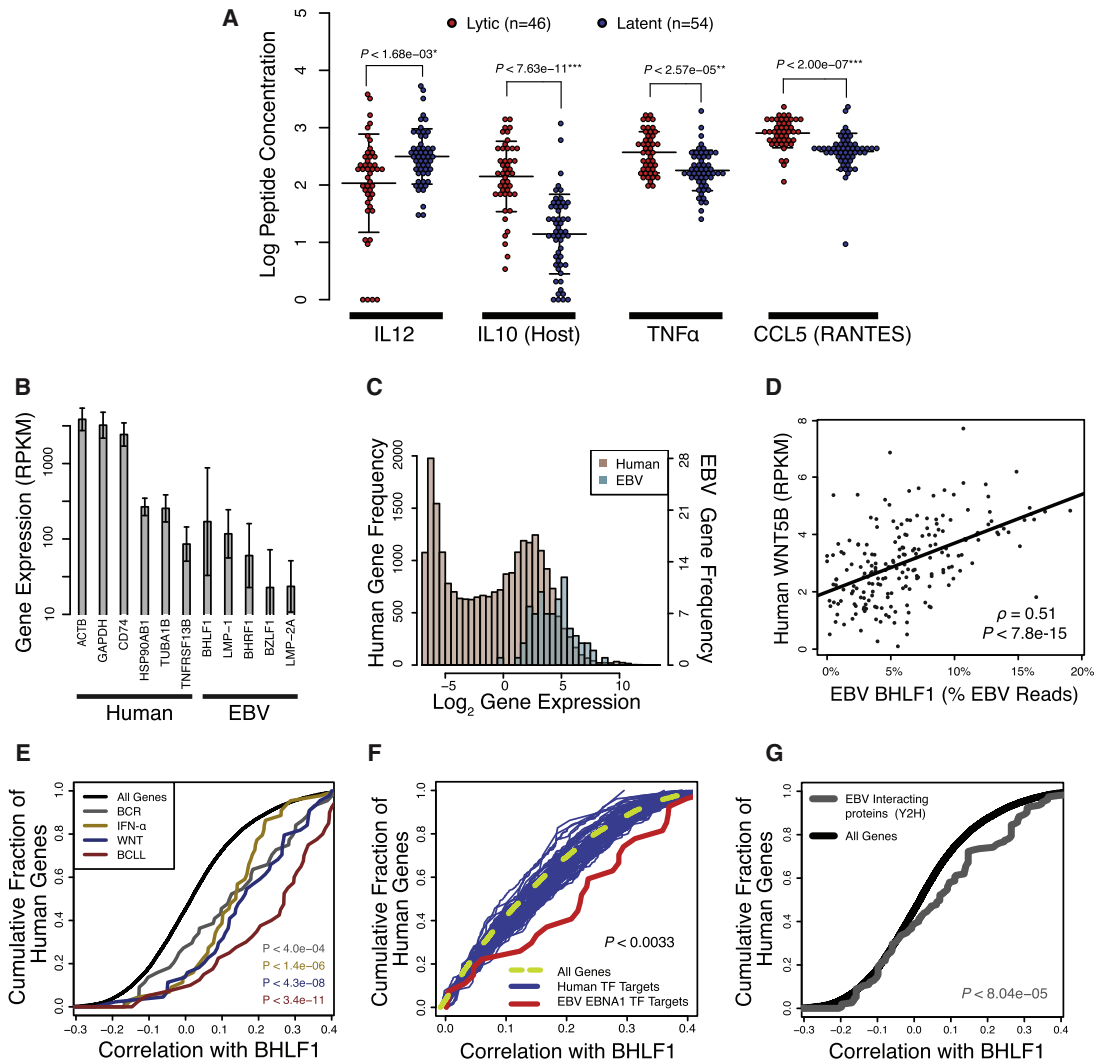 A
Lytic (n=46)
Latent (n=54)
Log Peptide Concentration
5
4
3
2
1
0
P < 1.68e−03*
P < 7.63e−11***
P < 2.57e−05**
P < 2.00e−07***
IL12
IL10 (Host)
TNFα
CCL5 (RANTES)
B
Gene Expression (RPKM)
1000
100
10
ACTB
GAPDH
CD74
HSP90AB1
TUBA1B
TNFRSF13B
BHLF1
LMP−1
BHRF1
BZLF1
LMP−2A
Human
EBV
C
Human Gene Frequency
2000
1500
1000
500
0
Human
EBV
EBV Gene Frequency
28
21
14
7
0
−5
0
5
10
Log2 Gene Expression
D
Human WNT5B (RPKM)
8
6
4
2
0
ρ = 0.51
P < 7.8e-15
0
5%
10%
15%
20%
EBV BHLF1 (% EBV Reads)
E
Cumulative Fraction of
Human Genes
1.0
0.8
0.6
0.4
0.2
0.0
All Genes
BCR
IFN-α
WNT
BCLL
P < 4.0e−04
P < 1.4e−06
P < 4.3e−08
P < 3.4e−11
−0.3
−0.2
−0.1
0.0
0.1
0.2
0.3
0.4
Correlation with BHLF1
F
Cumulative Fraction of
Human Genes
1.0
0.8
0.6
0.4
0.2
0.0
P < 0.0033
All Genes
Human TF Targets
EBV EBNA1 TF Targets
0.0
0.1
0.2
0.3
0.4
Correlation with BHLF1
G
Cumulative Fraction of
Human Genes
1.0
0.8
0.6
0.4
0.2
0.0
EBV Interacting
proteins (Y2H)
All Genes
P < 8.04e−05
−0.3
−0.2
−0.1
0.0
0.1
0.2
0.3
0.4
Correlation with BHLF1